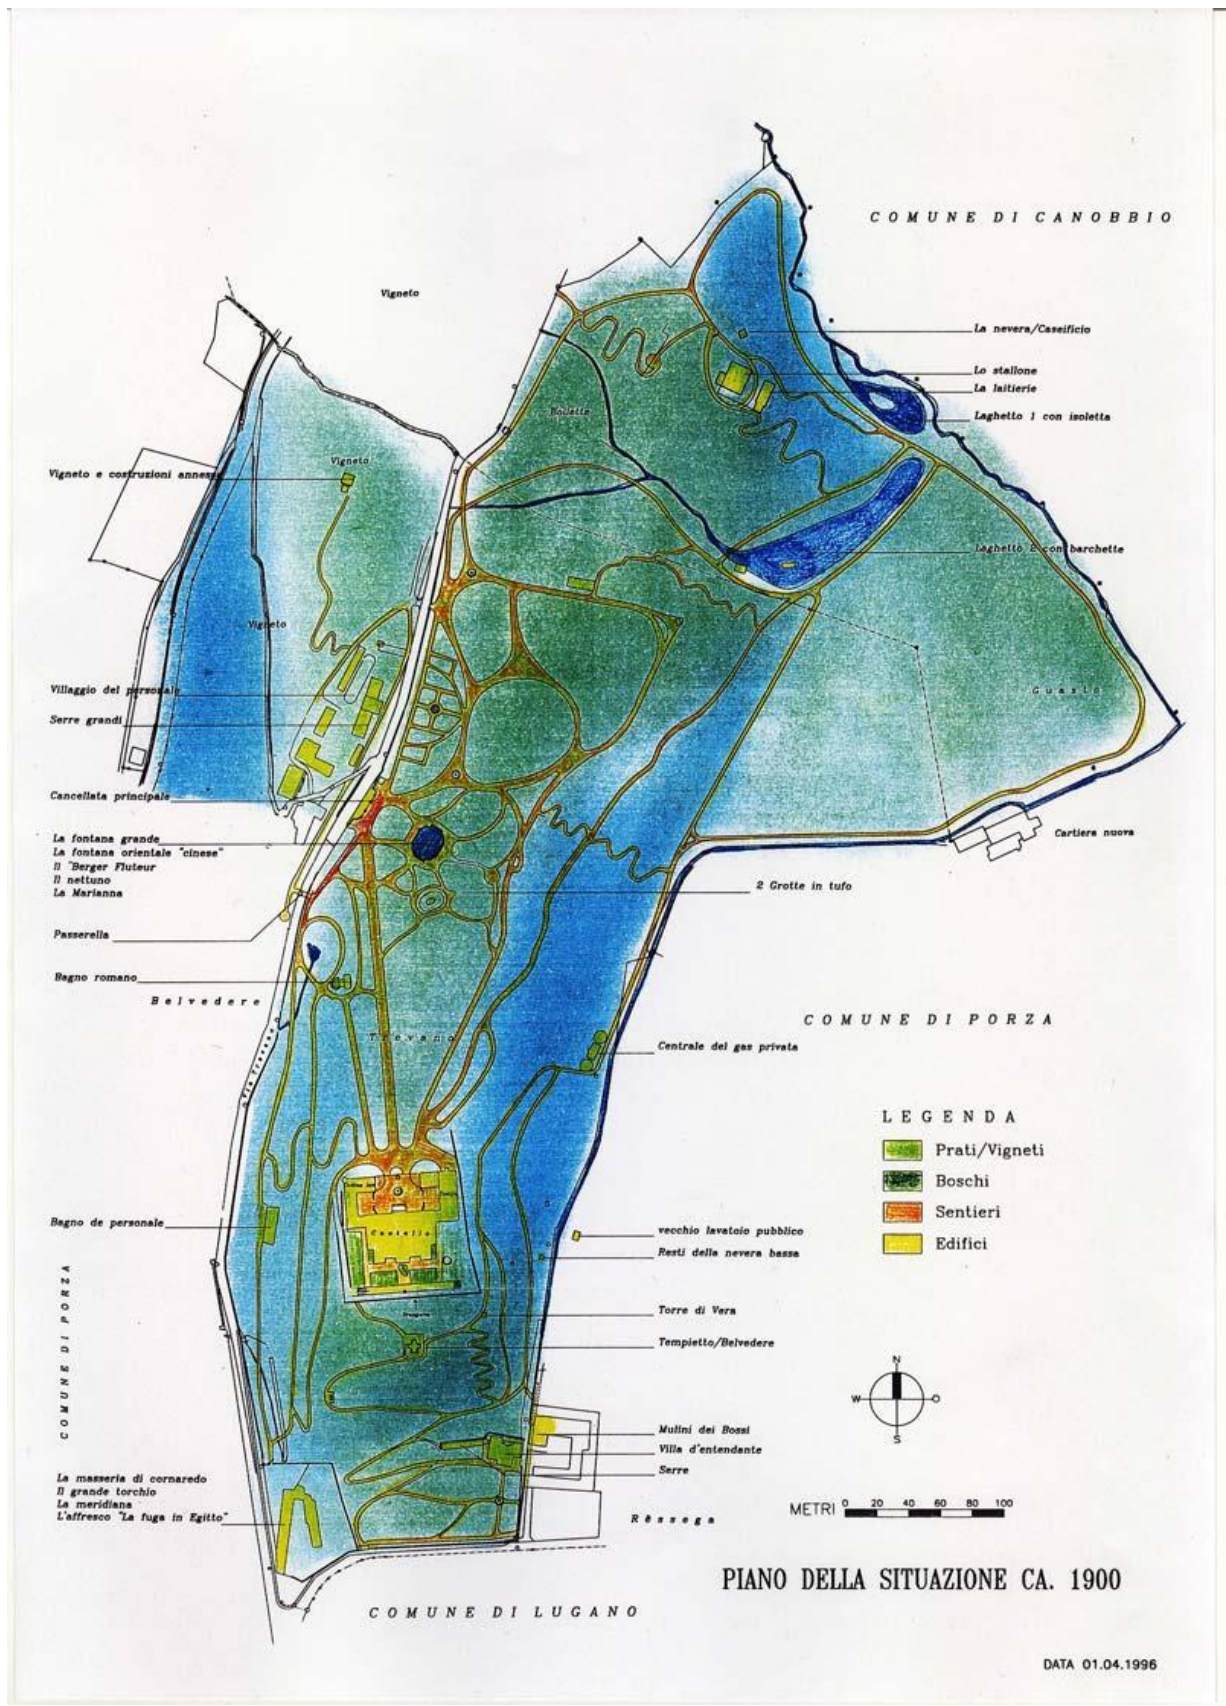 COMUNE DI CANOBBIO
Vigneto
La nevera/Caseificio
Lo stallone
La laitierie
Laghetto 1 con isoletta
Vigneto
Vigneto e costruzioni annesse
Laghetto 2 con barchette
Vigneto
Villaggio del personale
Guasto
Serre grandi
Cancellata principale
Cartiera nuova
La fontana grande
La fontana orientale "cinese"
Il "Berger Fluteur
Il nettuno
La Marianna
2 Grotte in tufo
Passerella
Bagno romano
Belvedere
COMUNE DI PORZA
Trevano
Centrale del gas privata
Via Trevano
LEGENDA
Prati/Vigneti
Boschi
Sentieri
Edifici
Bagno de personale
Castello
vecchio lavatoio pubblico
Resti della nevera bassa
COMUNE DI PORZA
Torre di Vera
Tempietto/Belvedere
N
W
O
S
Mulini dei Bossi
Villa d'entendante
Serre
La masseria di cornaredo
Il grande torchio
La meridiana
L'affresco "La fuga in Egitto"
METRI 0 20 40 60 80 100
Rèssega
PIANO DELLA SITUAZIONE CA. 1900
COMUNE DI LUGANO
DATA 01.04.1996